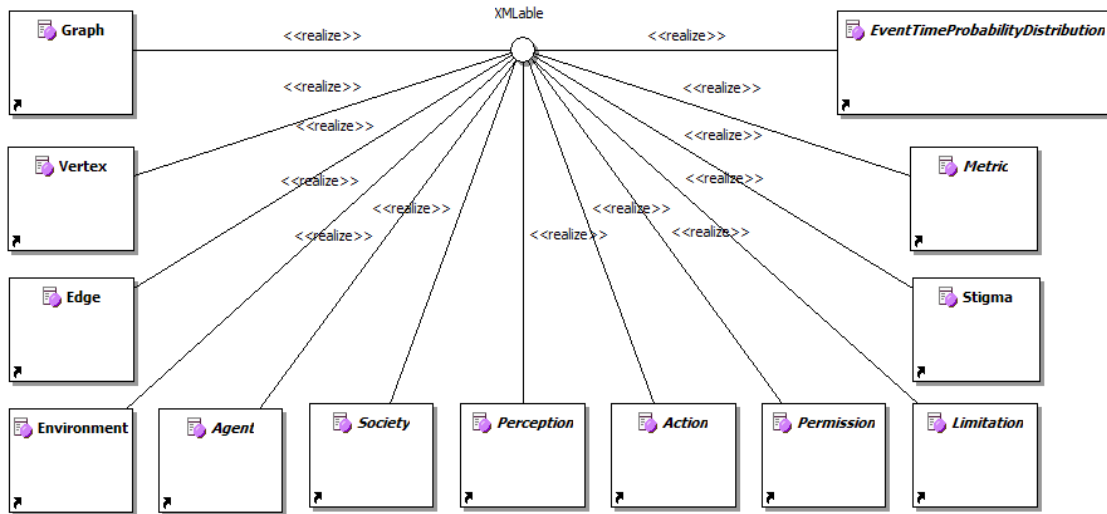 XMLable
Graph
<<realize>>
<<realize>>
EventTimeProbabilityDistribution
<<realize>>
<<realize>>
<<realize>>
<<realize>>
Vertex
<<realize>>
Metric
<<realize>>
<<realize>>
<<realize>>
<<realize>>
<<realize>>
<<realize>>
<<realize>>
Edge
Stigma
Environment
Agent
Society
Perception
Action
Permission
Limitation